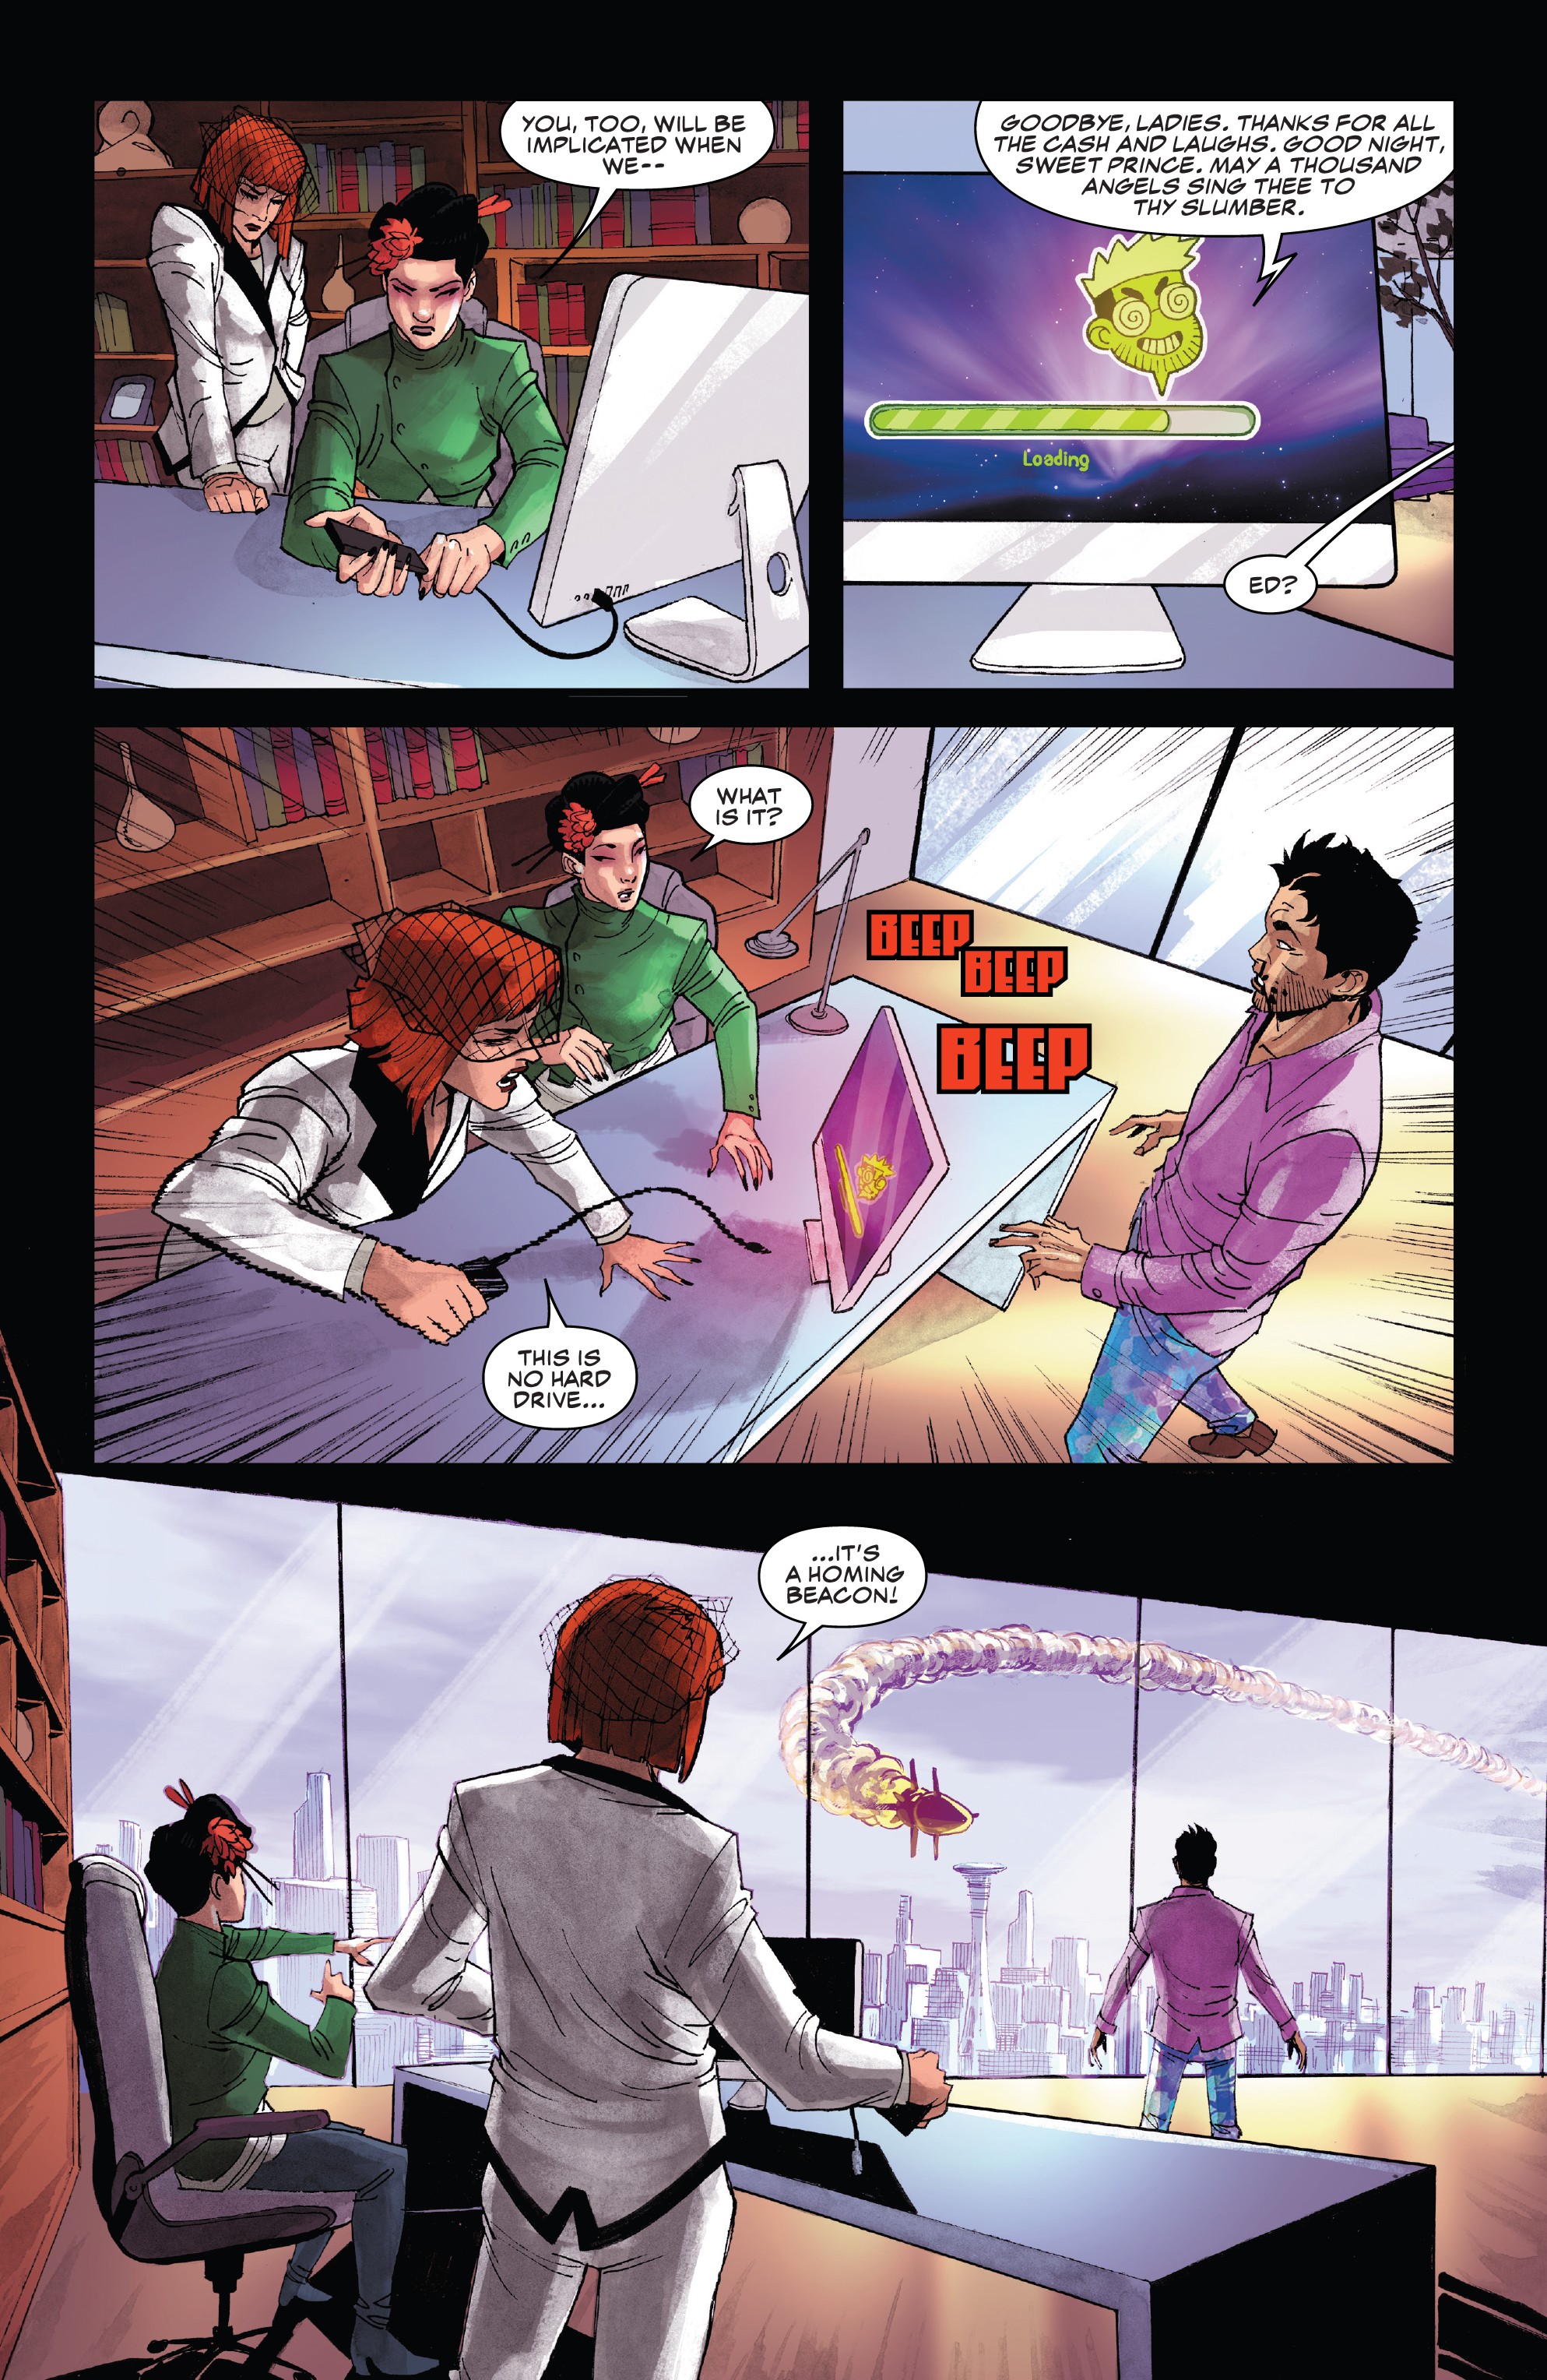 YOU, TOO, WILL BE
IMPLICATED WHEN
WE--
GOODBYE, LADIES. THANKS FOR ALL
THE CASH AND LAUGHS. GOOD NIGHT,
SWEET PRINCE. MAY A THOUSAND
ANGELS SING THEE TO
THY SLUMBER.
Loading
ED?
WHAT
IS IT?
BEEP
BEEP
BEEP
THIS IS
NO HARD
DRIVE...
...IT'S
A HOMING
BEACON!